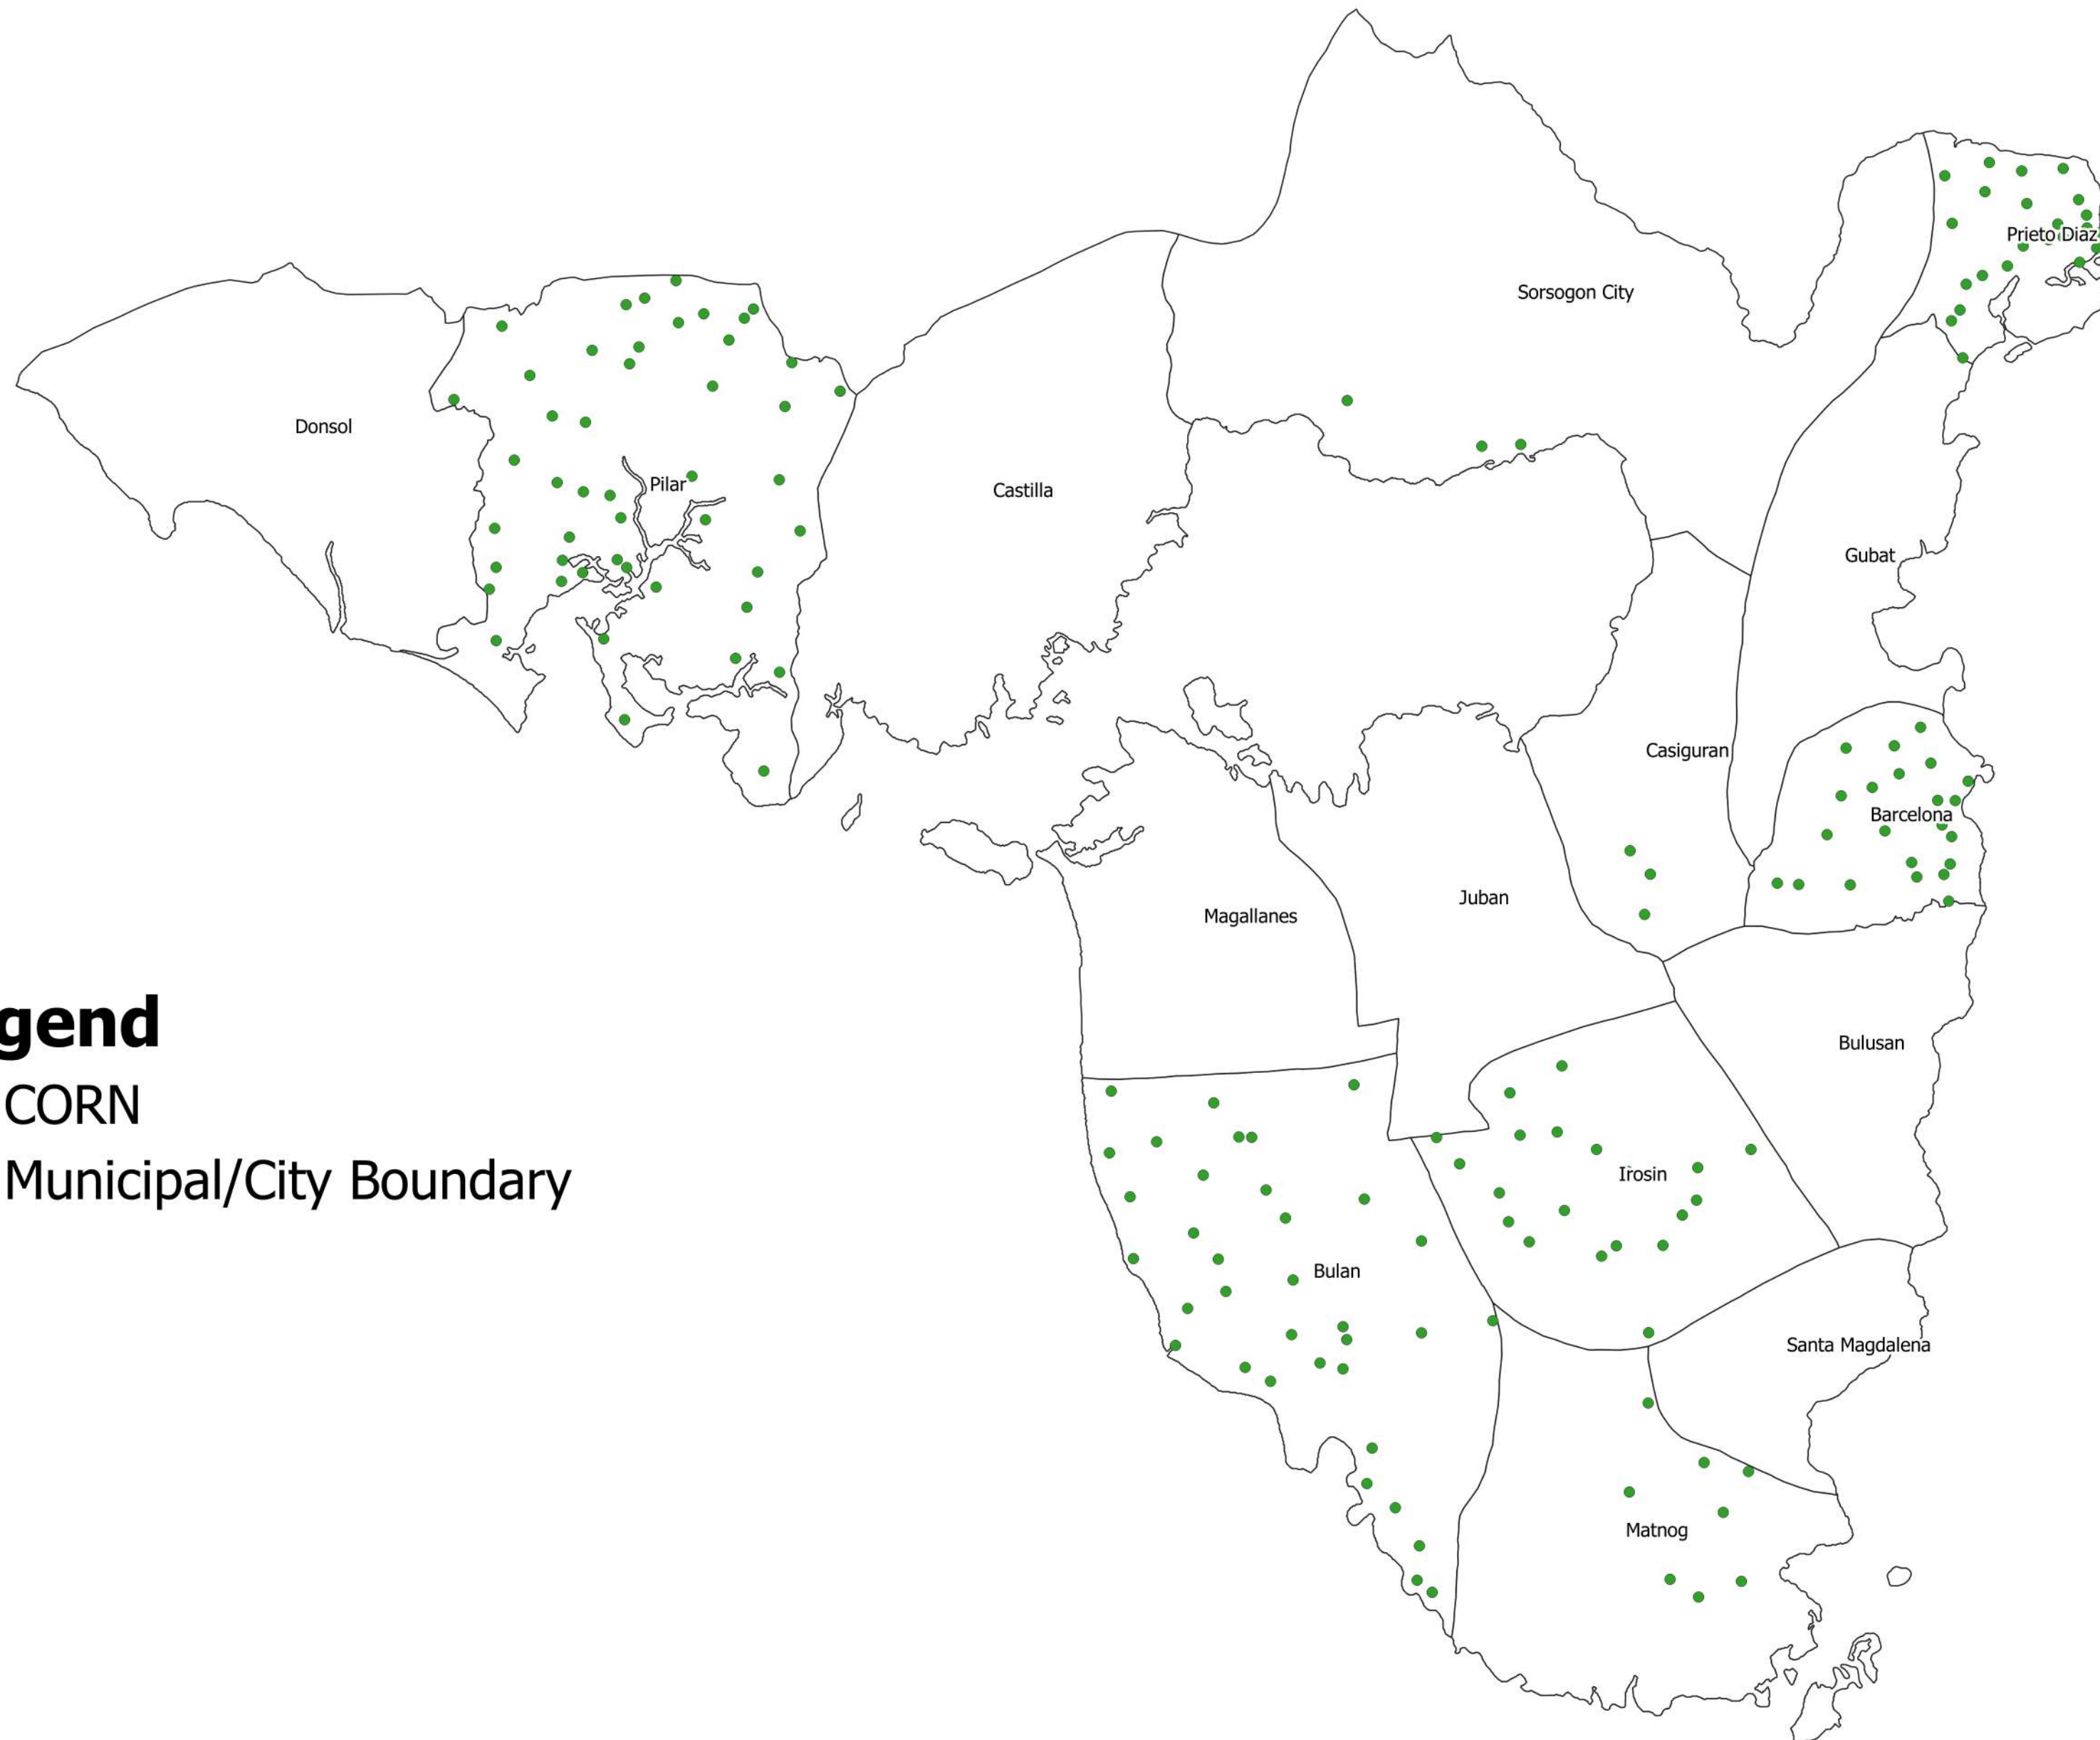 Prieto Diaz
Sorsogon City
Donsol
Pilar
Castilla
Gubat
Casiguran
Barcelona
Juban
Magallanes
gend
CORN
Municipal/City Boundary
Bulusan
Irosin
Bulan
Santa Magdalena
Matnog